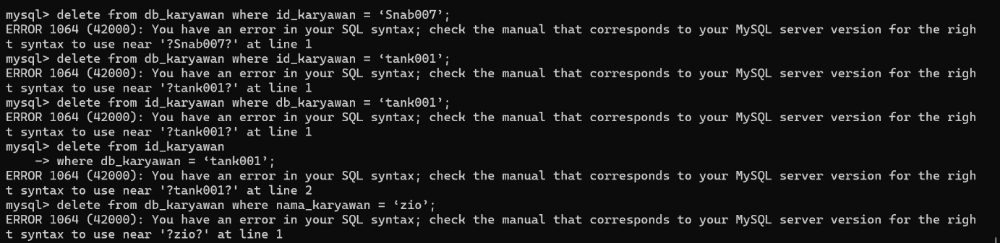 mysql> delete from db_karyawan where id_karyawan = ‘Snab007’;
ERROR 1064 (42000): You have an error in your SQL syntax; check the manual that corresponds to your MySQL server version for the righ
t syntax to use near '?Snab007?' at line 1
mysql> delete from db_karyawan where id_karyawan = ‘tank001’;
ERROR 1064 (42000): You have an error in your SQL syntax; check the manual that corresponds to your MySQL server version for the righ
t syntax to use near '?tank001?' at line 1
mysql> delete from id_karyawan where db_karyawan = ‘tank001’;
ERROR 1064 (42000): You have an error in your SQL syntax; check the manual that corresponds to your MySQL server version for the righ
t syntax to use near '?tank001?' at line 1
mysql> delete from id_karyawan
    -> where db_karyawan = ‘tank001’;
ERROR 1064 (42000): You have an error in your SQL syntax; check the manual that corresponds to your MySQL server version for the righ
t syntax to use near '?tank001?' at line 2
mysql> delete from db_karyawan where nama_karyawan = ‘zio’;
ERROR 1064 (42000): You have an error in your SQL syntax; check the manual that corresponds to your MySQL server version for the righ
t syntax to use near '?zio?' at line 1